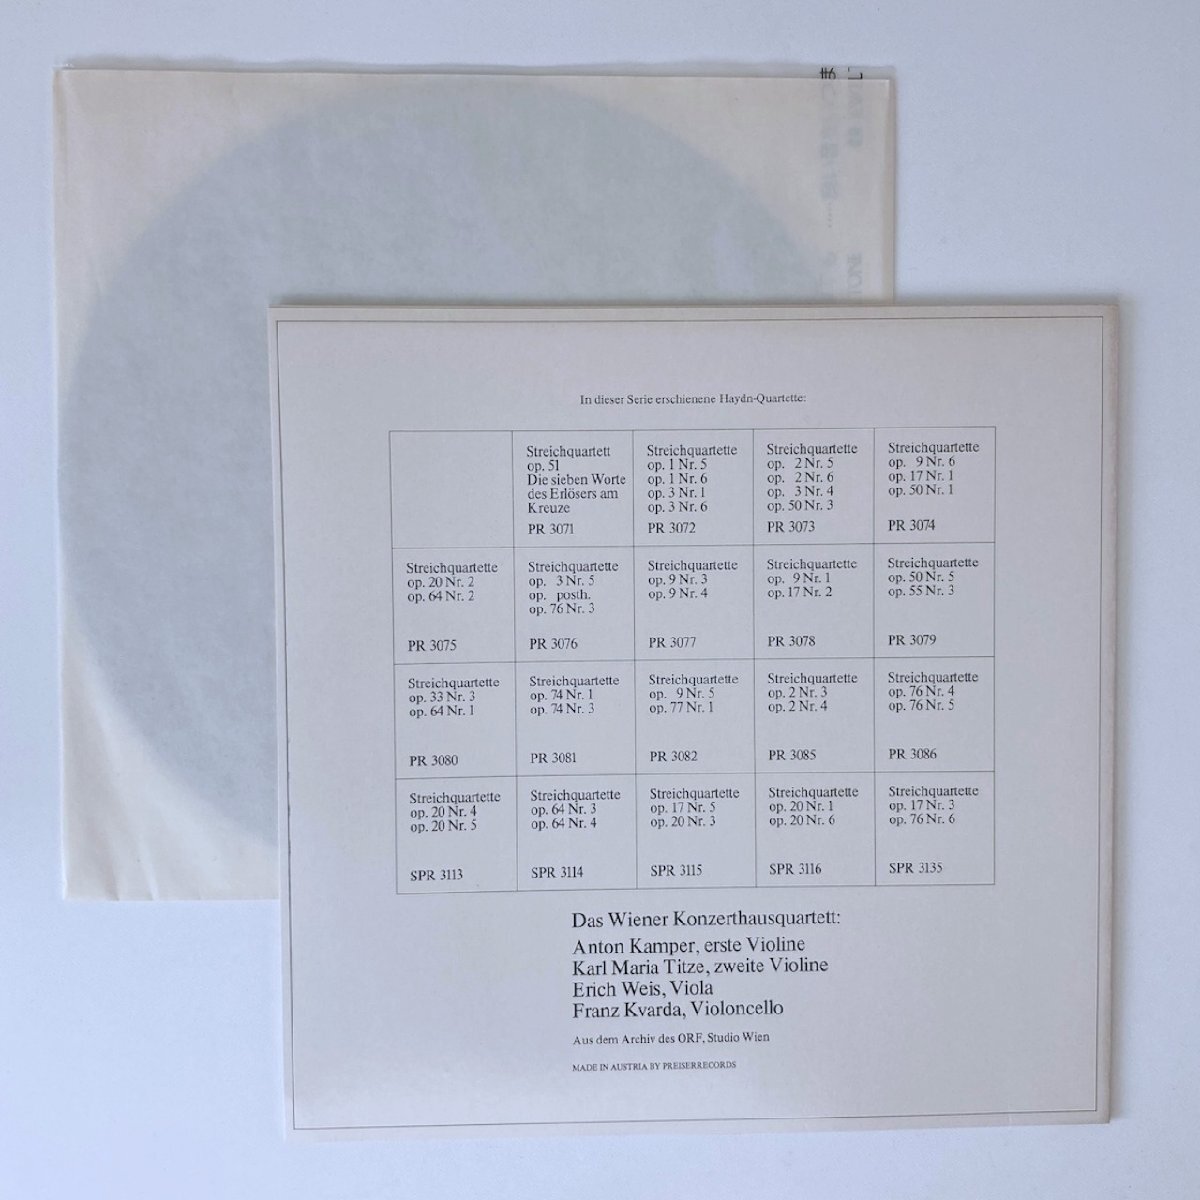 In dieser Serie erschienene Haydn-Quartette:
Streichquartett
op. 51
Die sieben Worte
des Erlösers am
Kreuze
PR 3071
Streichquartette
op. 1 Nr. 5
op. 1 Nr. 6
op. 3 Nr. 1
op. 3 Nr. 6
PR 3072
Streichquartette
op. 2 Nr. 5
op. 2 Nr. 6
op. 3 Nr. 4
op. 50 Nr. 3
PR 3073
Streichquartette
op. 9 Nr. 6
op. 17 Nr. 1
op. 50 Nr. 1
PR 3074
Streichquartette
op. 20 Nr. 2
op. 64 Nr. 2
PR 3075
Streichquartette
op. 3 Nr. 5
op. posth.
op. 76 Nr. 3
PR 3076
Streichquartette
op. 9 Nr. 3
op. 9 Nr. 4
PR 3077
Streichquartette
op. 9 Nr. 1
op. 17 Nr. 2
PR 3078
Streichquartette
op. 50 Nr. 5
op. 55 Nr. 3
PR 3079
Streichquartette
op. 33 Nr. 3
op. 64 Nr. 1
PR 3080
Streichquartette
op. 74 Nr. 1
op. 74 Nr. 3
PR 3081
Streichquartette
op. 9 Nr. 5
op. 77 Nr. 1
PR 3082
Streichquartette
op. 2 Nr. 3
op. 2 Nr. 4
PR 3085
Streichquartette
op. 76 Nr. 4
op. 76 Nr. 5
PR 3086
Streichquartette
op. 20 Nr. 4
op. 20 Nr. 5
SPR 3113
Streichquartette
op. 64 Nr. 3
op. 64 Nr. 4
SPR 3114
Streichquartette
op. 17 Nr. 5
op. 20 Nr. 3
SPR 3115
Streichquartette
op. 20 Nr. 1
op. 20 Nr. 6
SPR 3116
Streichquartette
op. 17 Nr. 3
op. 76 Nr. 6
SPR 3135
Das Wiener Konzerthausquartett:
Anton Kamper, erste Violine
Karl Maria Titze, zweite Violine
Erich Weis, Viola
Franz Kvarda, Violoncello
Aus dem Archiv des ORF, Studio Wien
MADE IN AUSTRIA BY PREISERRECORDS